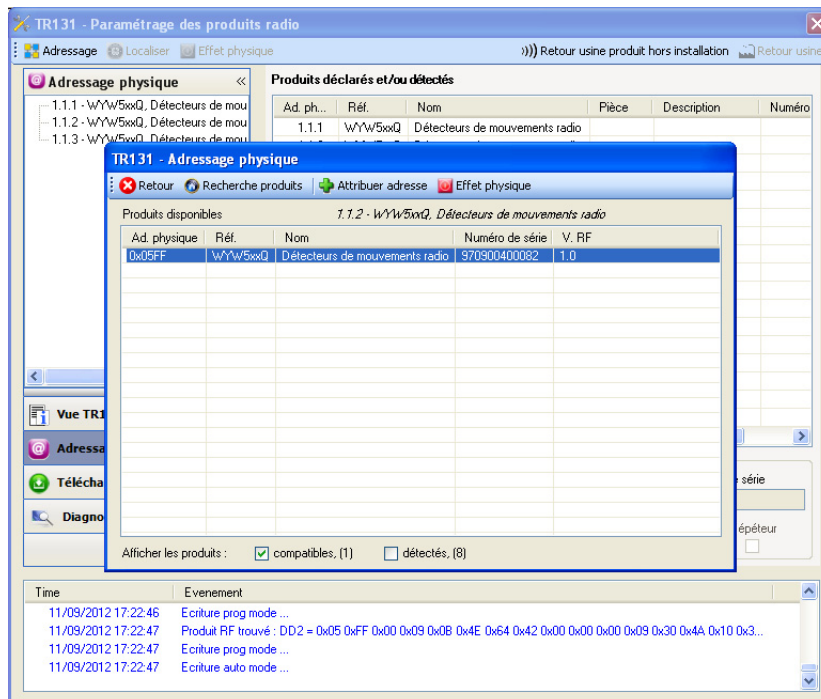 TR131 - Paramétrage des produits radio
Adressage Localiser Effet physique Retour usine produit hors installation Retour usine
Adressage physique
1.1.1 - WYW5xxQ, Détecteurs de mou
1.1.2 - WYW5xxQ, Détecteurs de mou
1.1.3 - WYW5xxQ, Détecteurs de mou
Produits déclarés et/ou détectés
Ad. ph... Réf. Nom Pièce Description Numéro
1.1.1 WYW5xxQ Détecteurs de mouvements radio
TR131 - Adressage physique
Retour Recherche produits Attribuer adresse Effet physique
Produits disponibles 1.1.2 - WYW5xxQ, Détecteurs de mouvements radio
Ad. physique Réf. Nom Numéro de série V. RF
0x05FF WYW5xxQ Détecteurs de mouvements radio 970900400082 1.0
Afficher les produits : compatibles, (1) détectés, (8)
Vue TR1
Adressa
Télécha
Diagno
série
épéteur
Time Evenement
11/09/2012 17:22:46 Ecriture prog mode ...
11/09/2012 17:22:47 Produit RF trouvé : DD2 = 0x05 0xFF 0x00 0x09 0x0B 0x4E 0x64 0x42 0x00 0x00 0x00 0x09 0x30 0x4A 0x10 0x3...
11/09/2012 17:22:47 Ecriture prog mode ...
11/09/2012 17:22:47 Ecriture auto mode ...